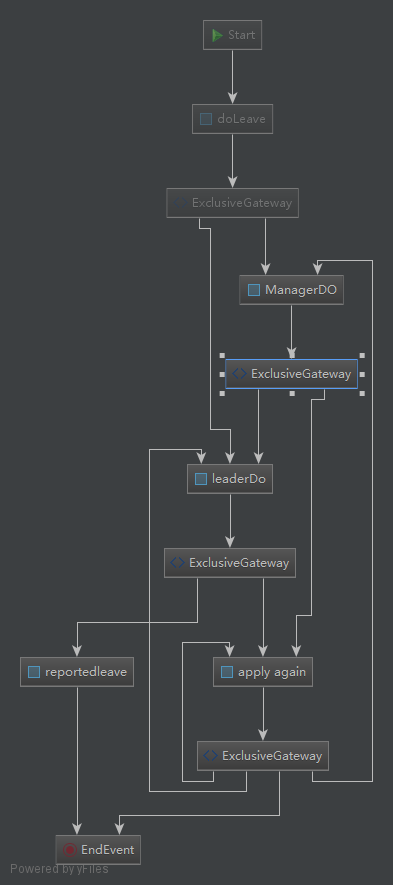 Start
doLeave
ExclusiveGateway
ManagerDO
ExclusiveGateway
leaderDo
ExclusiveGateway
reportedleave
apply again
ExclusiveGateway
EndEvent
Powered by yFiles